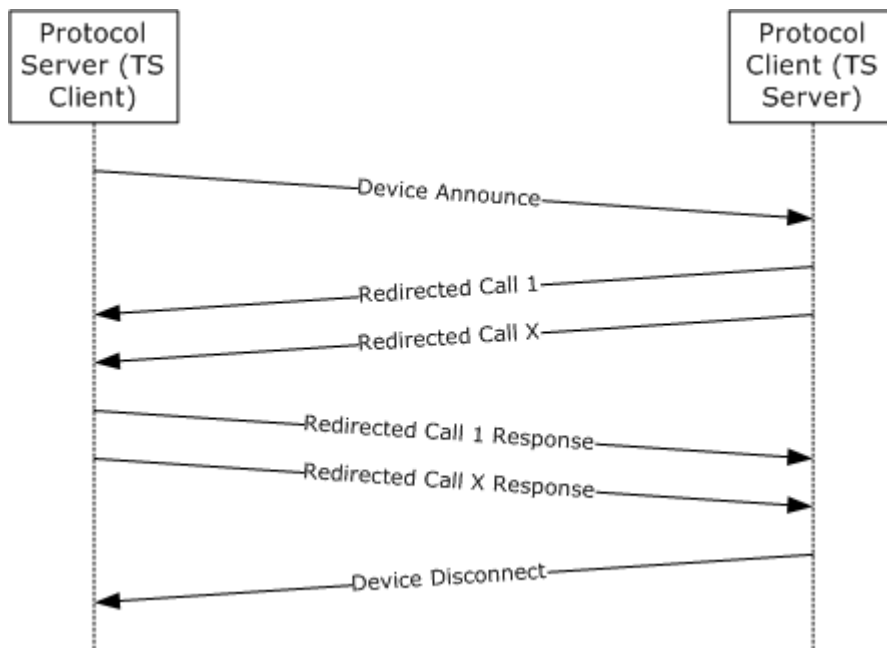 Protocol
Server (TS
Client)
Protocol
Client (TS
Server)
Device Announce
Redirected Call 1
Redirected Call X
Redirected Call 1 Response
Redirected Call X Response
Device Disconnect